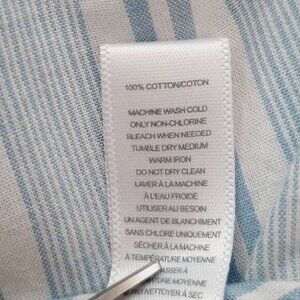 100% COTTON/COTON
MACHINE WASH COLD
ONLY NON-CHLORINE
BLEACH WHEN NEEDED
TUMBLE DRY MEDIUM
WARM IRON
DO NOT DRY CLEAN
LAVER À LA MACHINE
À L'EAU FROIDE
UTILISER AU BESOIN
UN AGENT DE BLANCHIMENT
SANS CHLORE UNIQUEMENT
SÉCHER À LA MACHINE
À TEMPÉRATURE MOYENNE
MOYENNE
PAS NETTOYER À SEC